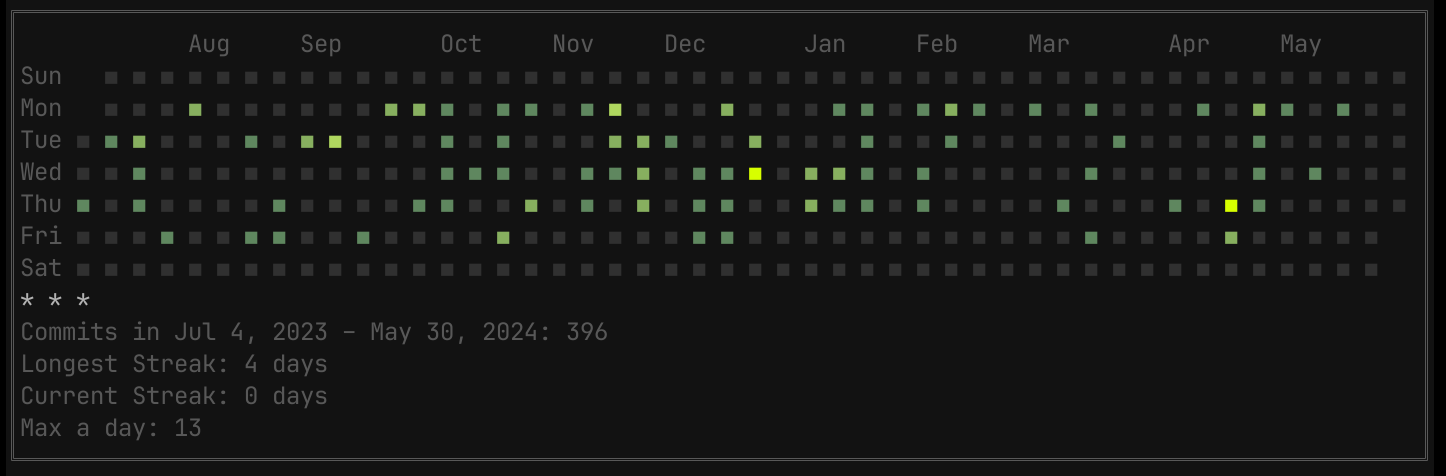 Aug Sep Oct Nov Dec Jan Feb Mar Apr May
Sun
Mon
Tue
Wed
Thu
Fri
Sat
* * *
Commits in Jul 4, 2023 – May 30, 2024: 396
Longest Streak: 4 days
Current Streak: 0 days
Max a day: 13